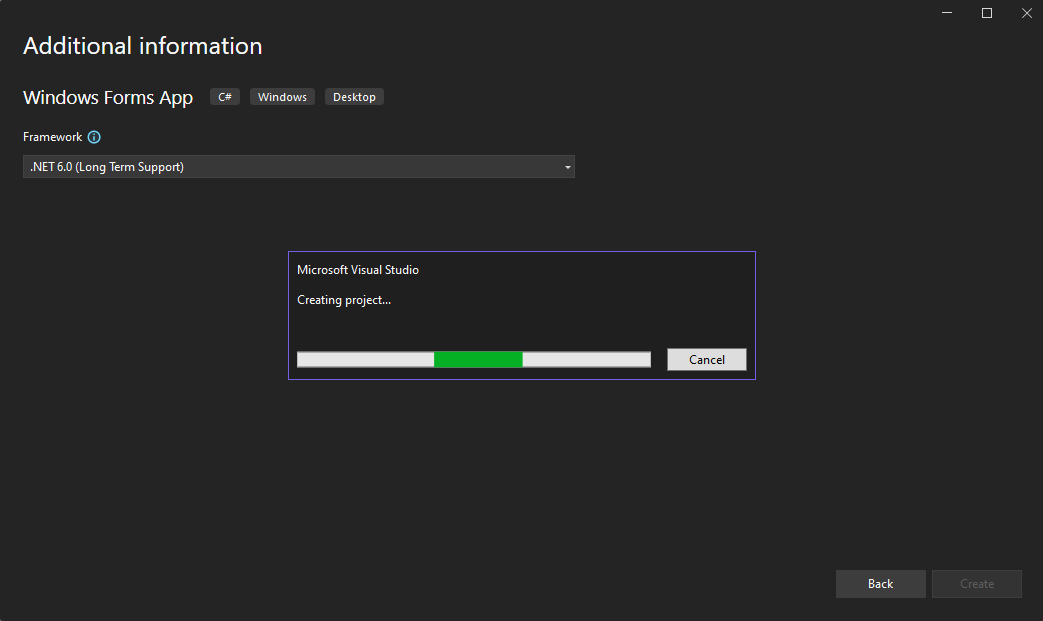 Additional information
Windows Forms App C# Windows Desktop
Framework
.NET 6.0 (Long Term Support)
Microsoft Visual Studio
Creating project...
Cancel
Back Create